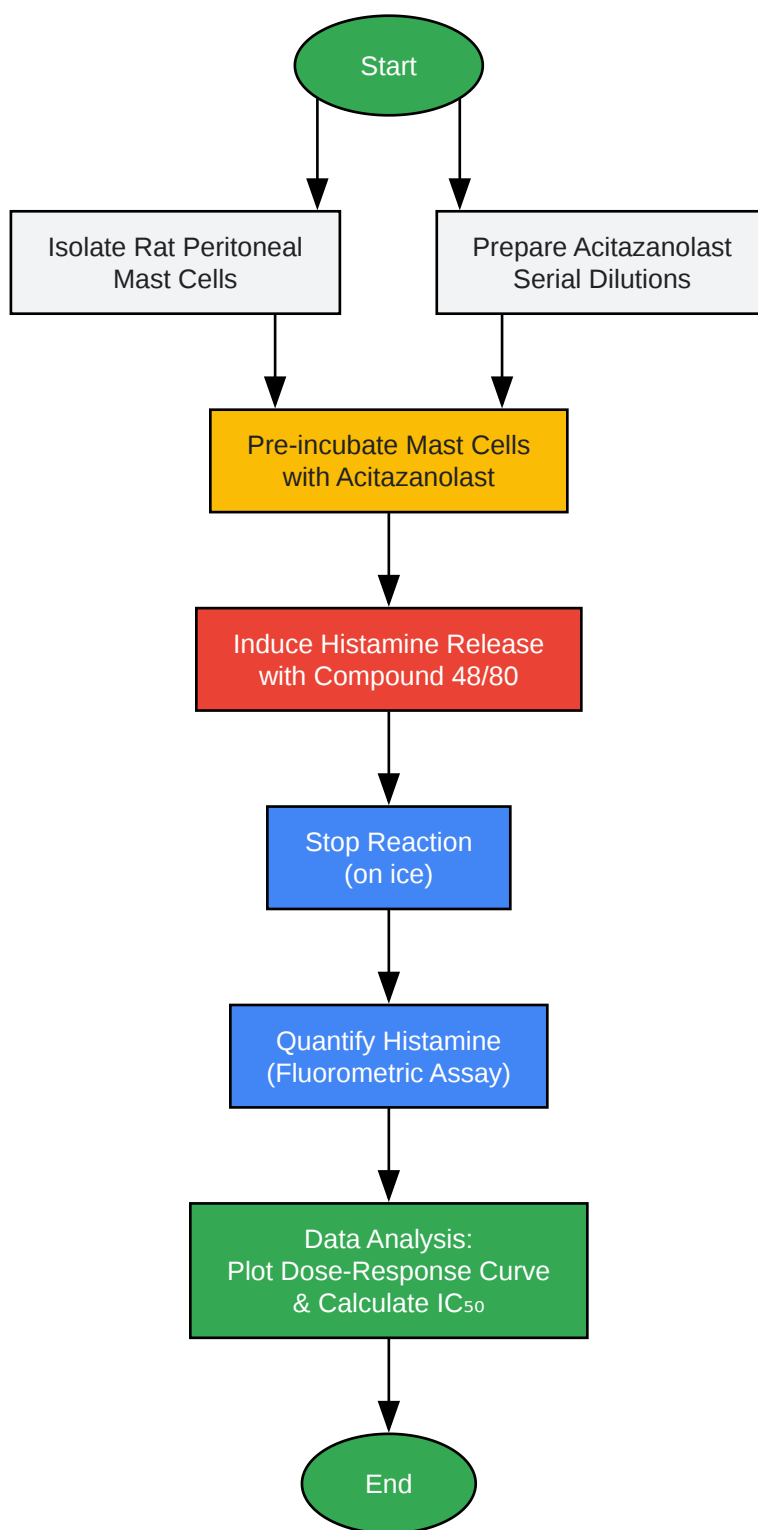 Start
Isolate Rat Peritoneal
Mast Cells
Prepare Acitazanolast
Serial Dilutions
Pre-incubate Mast Cells
with Acitazanolast
Induce Histamine Release
with Compound 48/80
Stop Reaction
(on ice)
Quantify Histamine
(Fluorometric Assay)
Data Analysis:
Plot Dose-Response Curve
& Calculate IC₅₀
End